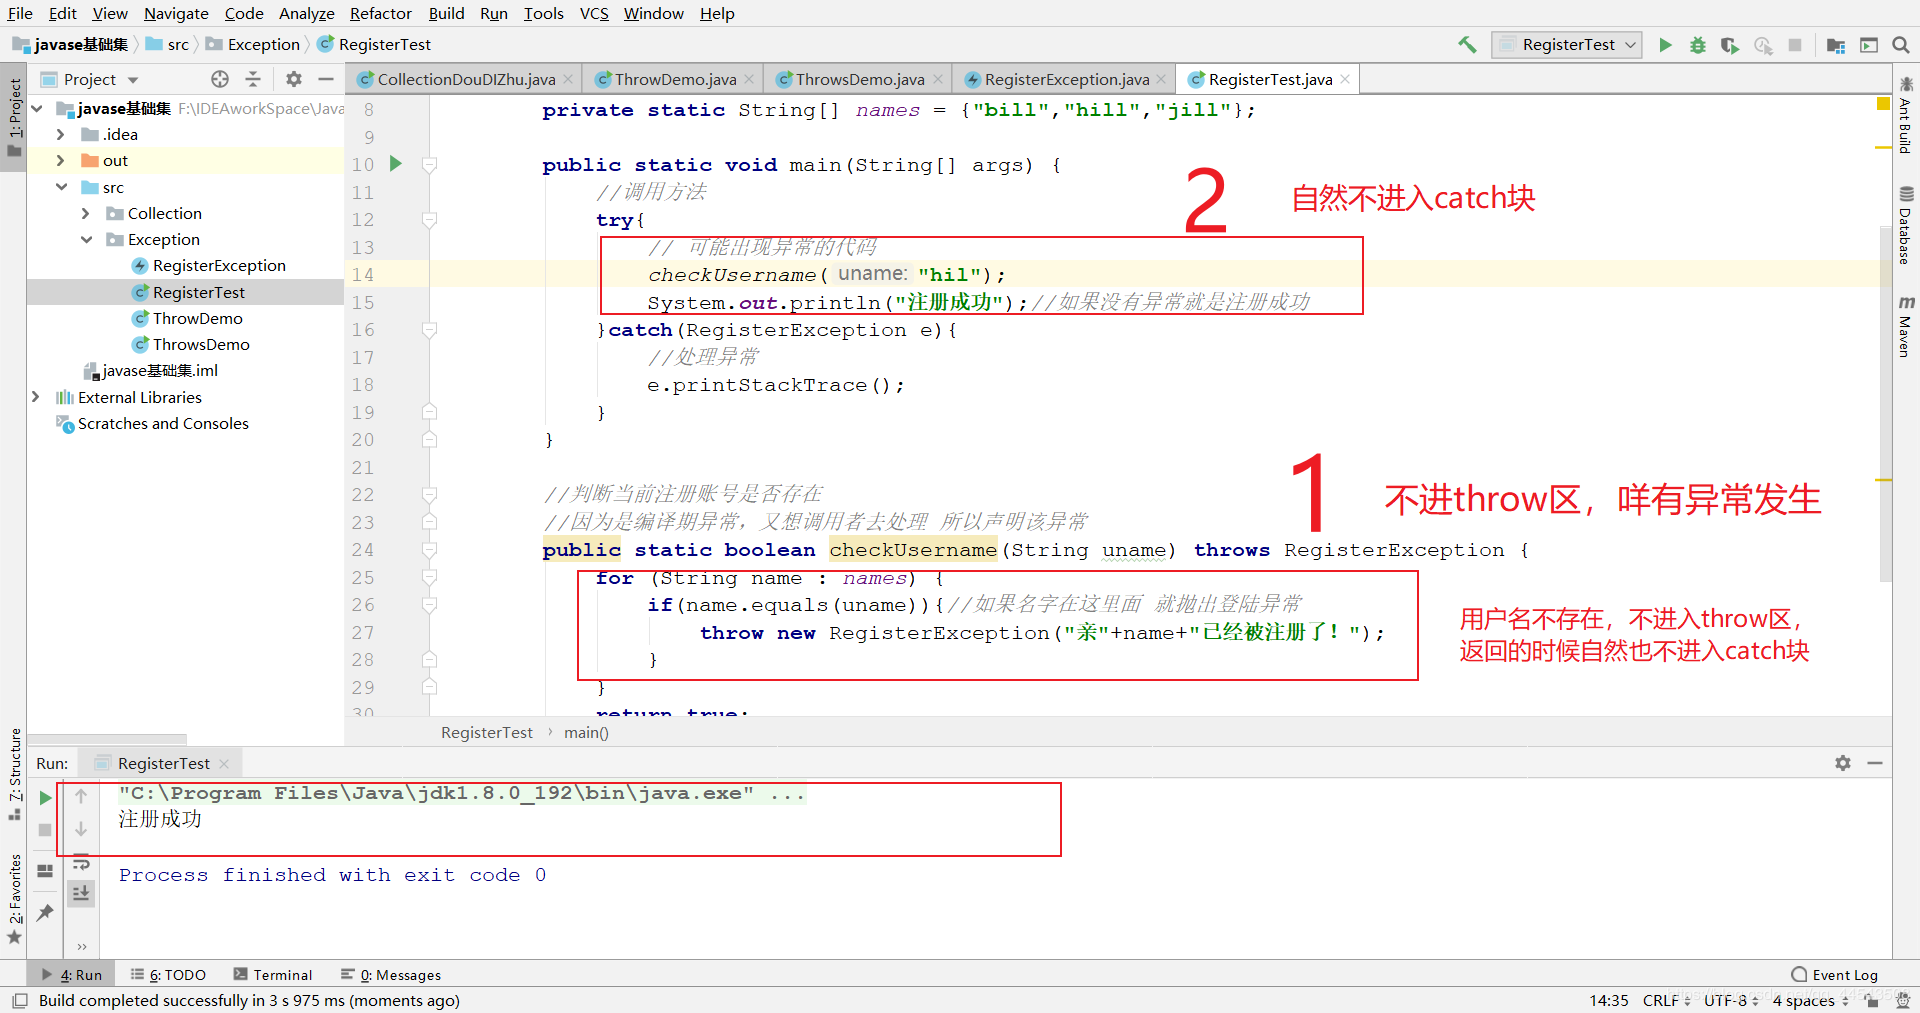 File Edit View Navigate Code Analyze Refactor Build Run Tools VCS Window Help
javase基础集 src Exception RegisterTest
RegisterTest
Project
CollectionDouDIZhu.java ThrowDemo.java ThrowsDemo.java RegisterException.java RegisterTest.java
1: Project
javase基础集 F:\IDEAworkSpace\Java
.idea
out
src
Collection
Exception
RegisterException
RegisterTest
ThrowDemo
ThrowsDemo
javase基础集.iml
External Libraries
Scratches and Consoles
8 private static String[] names = {"bill","hill","jill"};
9
10 public static void main(String[] args) {
11 //调用方法
12 try{
13 // 可能出现异常的代码
14 checkUsername( uname: "hil");
15 System.out.println("注册成功");//如果没有异常就是注册成功
16 }catch(RegisterException e){
17 //处理异常
18 e.printStackTrace();
19 }
20 }
21
22 //判断当前注册账号是否存在
23 //因为是编译期异常，又想调用者去处理 所以声明该异常
24 public static boolean checkUsername(String uname) throws RegisterException {
25 for (String name : names) {
26 if(name.equals(uname)){//如果名字在这里面 就抛出登陆异常
27 throw new RegisterException("亲"+name+"已经被注册了！");
28 }
29 }
30 return true;
2 自然不进入catch块
1 不进throw区，咩有异常发生
用户名不存在，不进入throw区，
返回的时候自然也不进入catch块
Ant Build
Database
Maven
RegisterTest main()
7: Structure
2: Favorites
Run: RegisterTest
"C:\Program Files\Java\jdk1.8.0_192\bin\java.exe" ...
注册成功
Process finished with exit code 0
4: Run 6: TODO Terminal 0: Messages Event Log
Build completed successfully in 3 s 975 ms (moments ago) 14:35 CRLF UTF-8 4 spaces